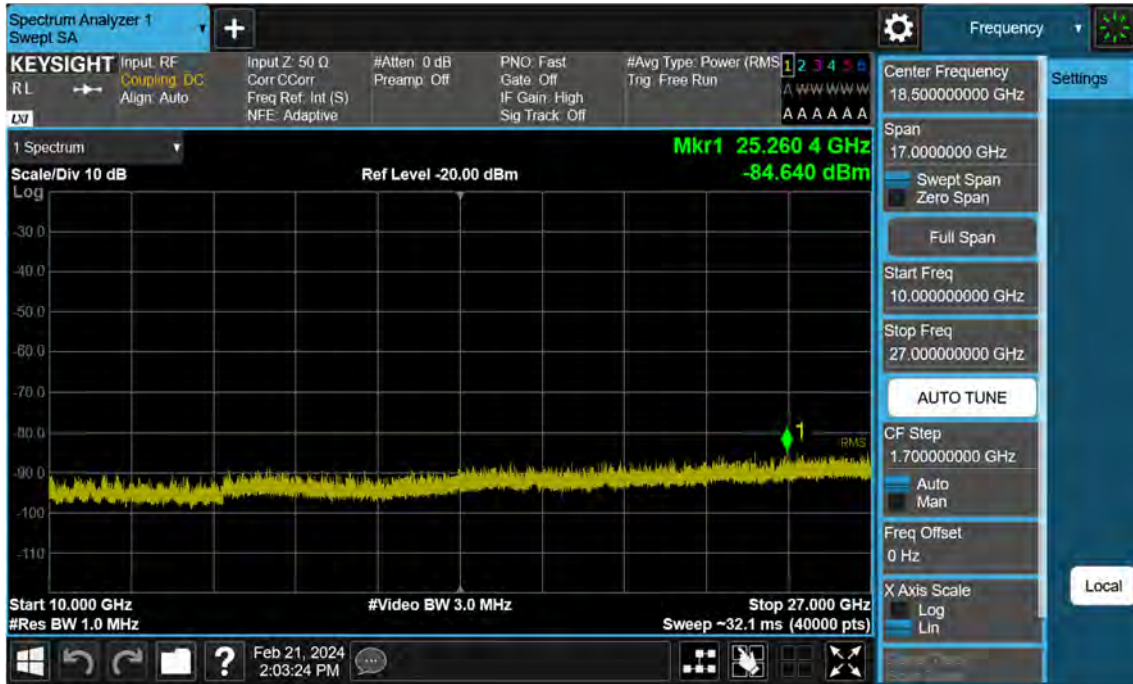 Spectrum Analyzer 1
Swept SA
+
Frequency
KEYSIGHT
RL
LXI
Input: RF
Coupling: DC
Align: Auto
Input Z: 50 Ω
Corr CCorr
Freq Ref: Int (S)
NFE: Adaptive
#Atten: 0 dB
Preamp: Off
PNO: Fast
Gate: Off
IF Gain: High
Sig Track: Off
#Avg Type: Power (RMS
Trig: Free Run
1 2 3 4 5 6
A W W W W W
A A A A A A
Center Frequency
18.500000000 GHz
Settings
1 Spectrum
Mkr1 25.260 4 GHz
-84.640 dBm
Scale/Div 10 dB
Ref Level -20.00 dBm
Log
-30.0
-40.0
-50.0
-60.0
-70.0
-80.0
-90.0
-100
-110
1
RMS
Start 10.000 GHz
#Video BW 3.0 MHz
Stop 27.000 GHz
#Res BW 1.0 MHz
Sweep ~32.1 ms (40000 pts)
Span
17.0000000 GHz
Swept Span
Zero Span
Full Span
Start Freq
10.000000000 GHz
Stop Freq
27.000000000 GHz
AUTO TUNE
CF Step
1.700000000 GHz
Auto
Man
Freq Offset
0 Hz
X Axis Scale
Log
Lin
Local
?
Feb 21, 2024
2:03:24 PM